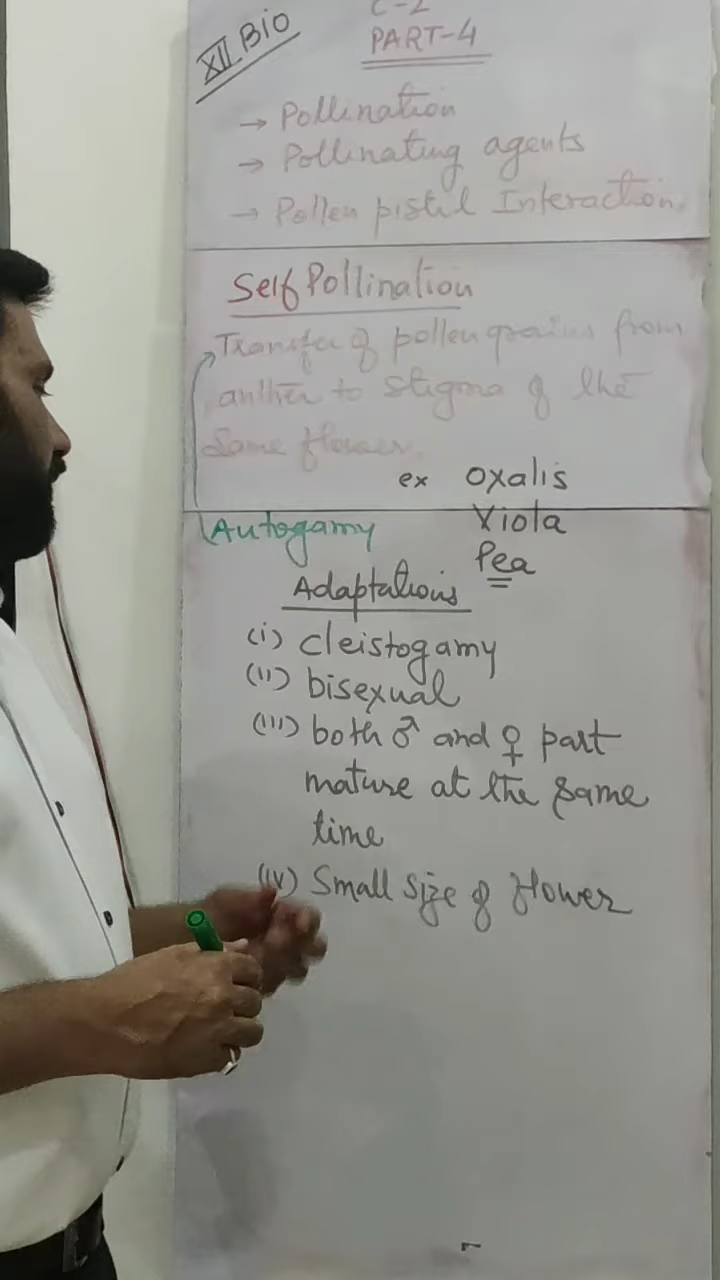 XII Bio
C-2
PART-4
→ Pollination
→ Pollinating agents
→ Pollen pistil Interaction.
Self Pollination
Transfer of pollen grains from
anther to stigma of the
Same flower.
ex Oxalis
Viola
Pea
Autogamy
Adaptations
(i) cleistogamy
(ii) bisexual
(iii) both ♂ and ♀ part
mature at the same
time
(iv) Small size of flower